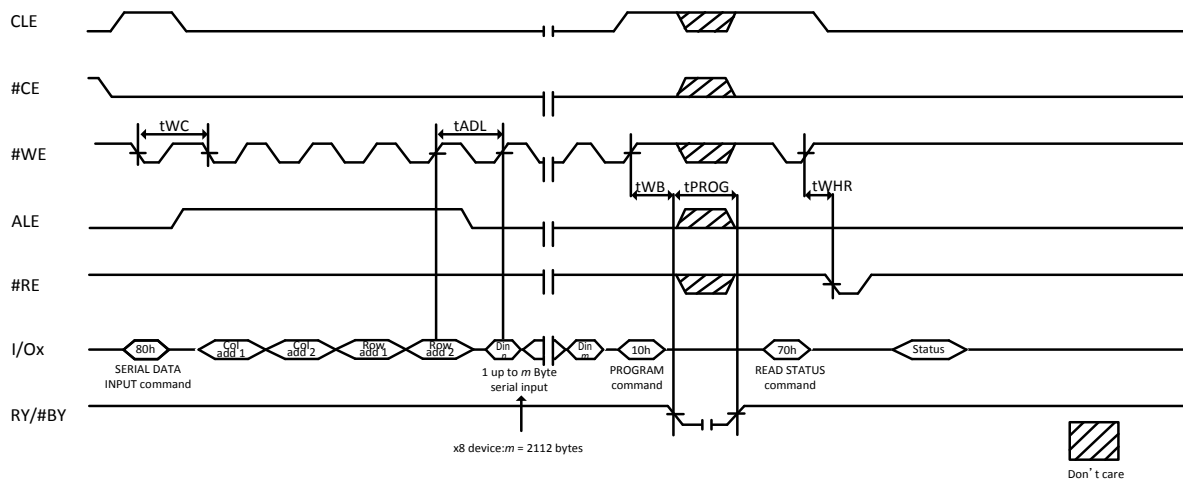 CLE
#CE
tWC
tADL
#WE
tWB
tPROG
tWHR
ALE
#RE
I/Ox
80h
Col
add 1
Col
add 2
Row
add 1
Row
add 2
Din
n
Din
m
10h
70h
Status
SERIAL DATA
INPUT command
1 up to m Byte
serial input
PROGRAM
command
READ STATUS
command
RY/#BY
x8 device:m = 2112 bytes
Don't care